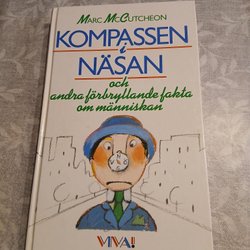 MARC McCUTCHEON
KOMPASSEN i
NÄSAN
och
andra förbryllande fakta
om människan
N
V Ö
S
VIVA!